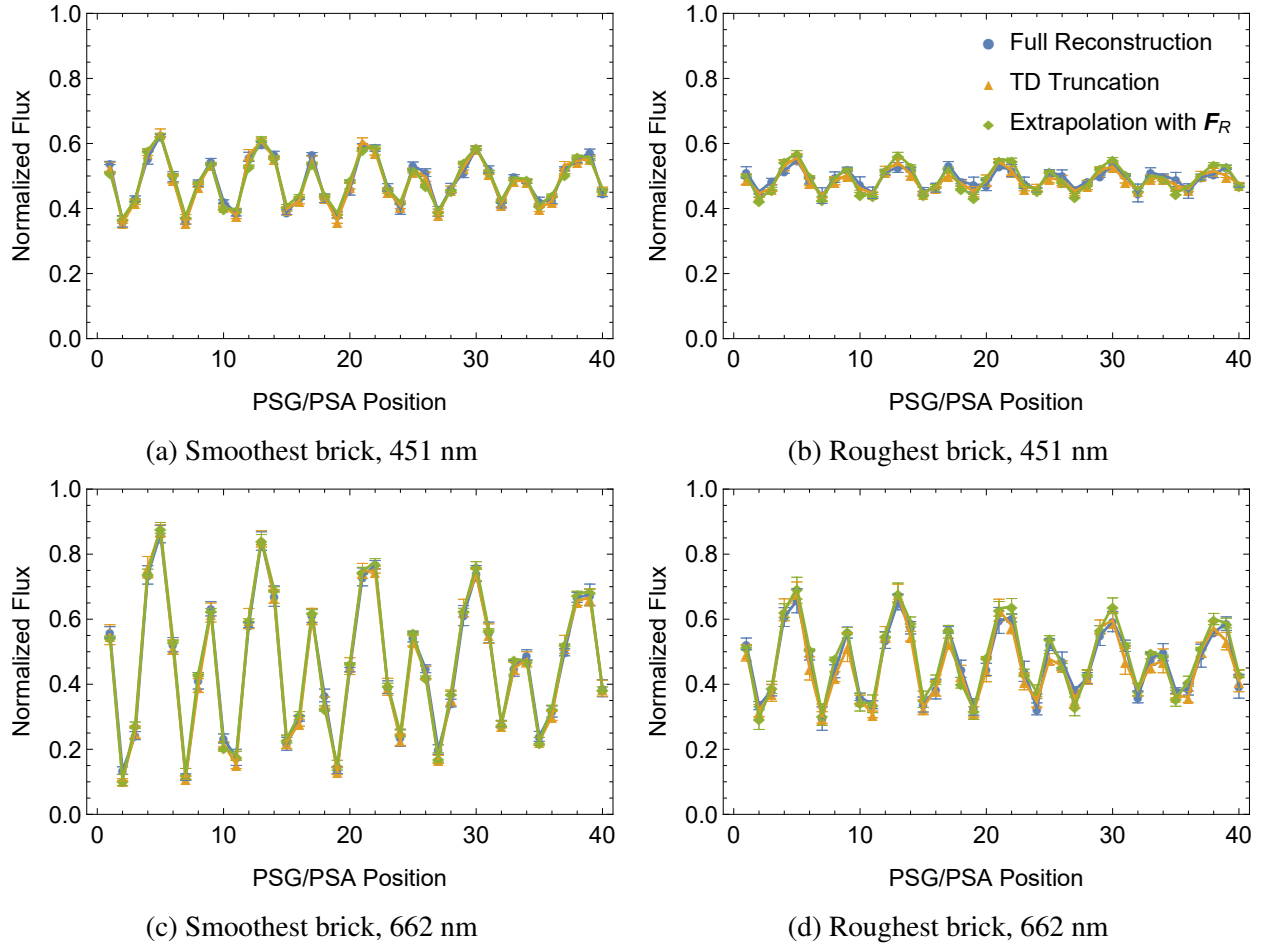 1.0
0.8
0.6
0.4
0.2
0.0
Normalized Flux
0 10 20 30 40
PSG/PSA Position
(a) Smoothest brick, 451 nm
1.0
0.8
0.6
0.4
0.2
0.0
Normalized Flux
Full Reconstruction
TD Truncation
Extrapolation with F_R
0 10 20 30 40
PSG/PSA Position
(b) Roughest brick, 451 nm
1.0
0.8
0.6
0.4
0.2
0.0
Normalized Flux
0 10 20 30 40
PSG/PSA Position
(c) Smoothest brick, 662 nm
1.0
0.8
0.6
0.4
0.2
0.0
Normalized Flux
0 10 20 30 40
PSG/PSA Position
(d) Roughest brick, 662 nm